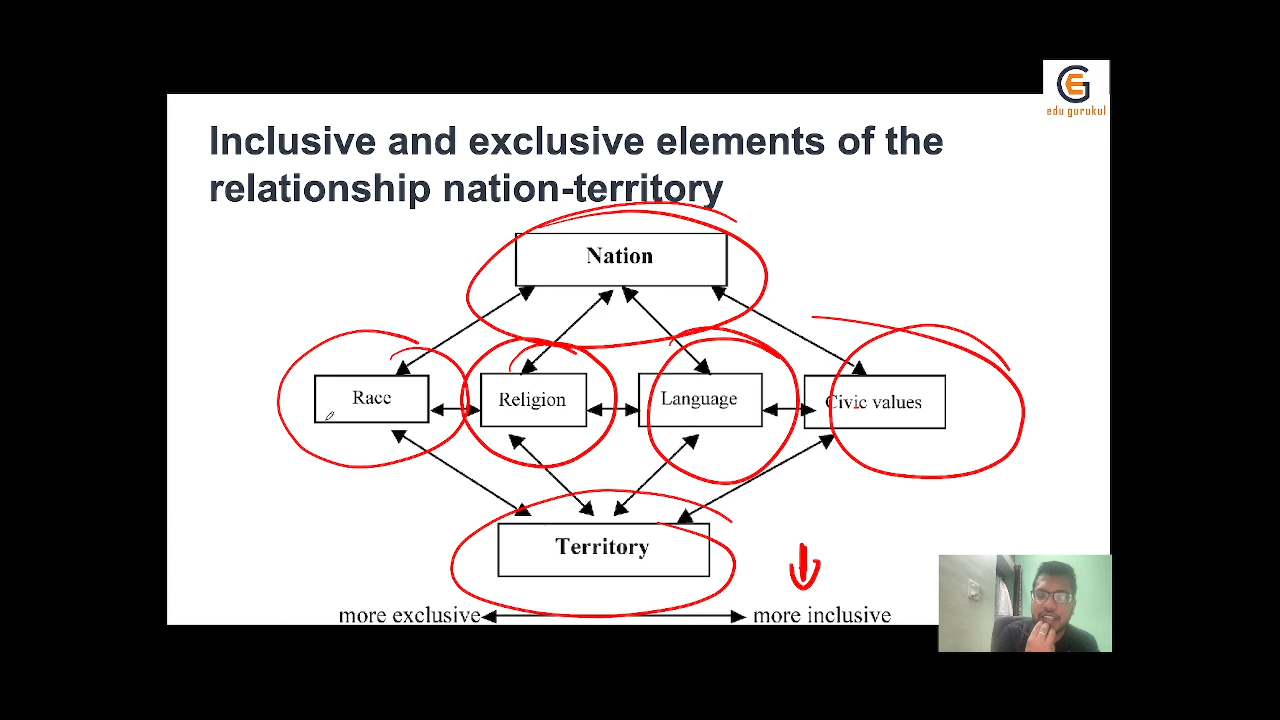 edu gurukul
Inclusive and exclusive elements of the
relationship nation-territory
Nation
Race
Religion
Language
Civic values
Territory
more exclusive
more inclusive